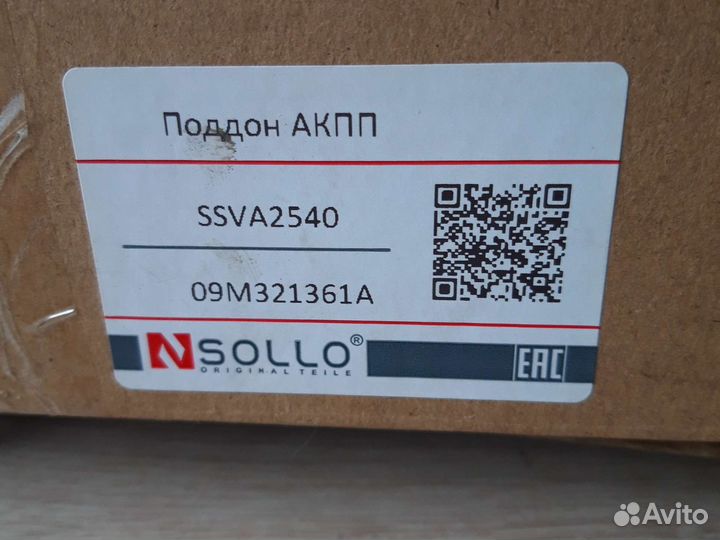 Поддон АКПП
SSVA2540
09M321361A
NSOLLO®
ORIGINAL TEILE
EAC
Avito